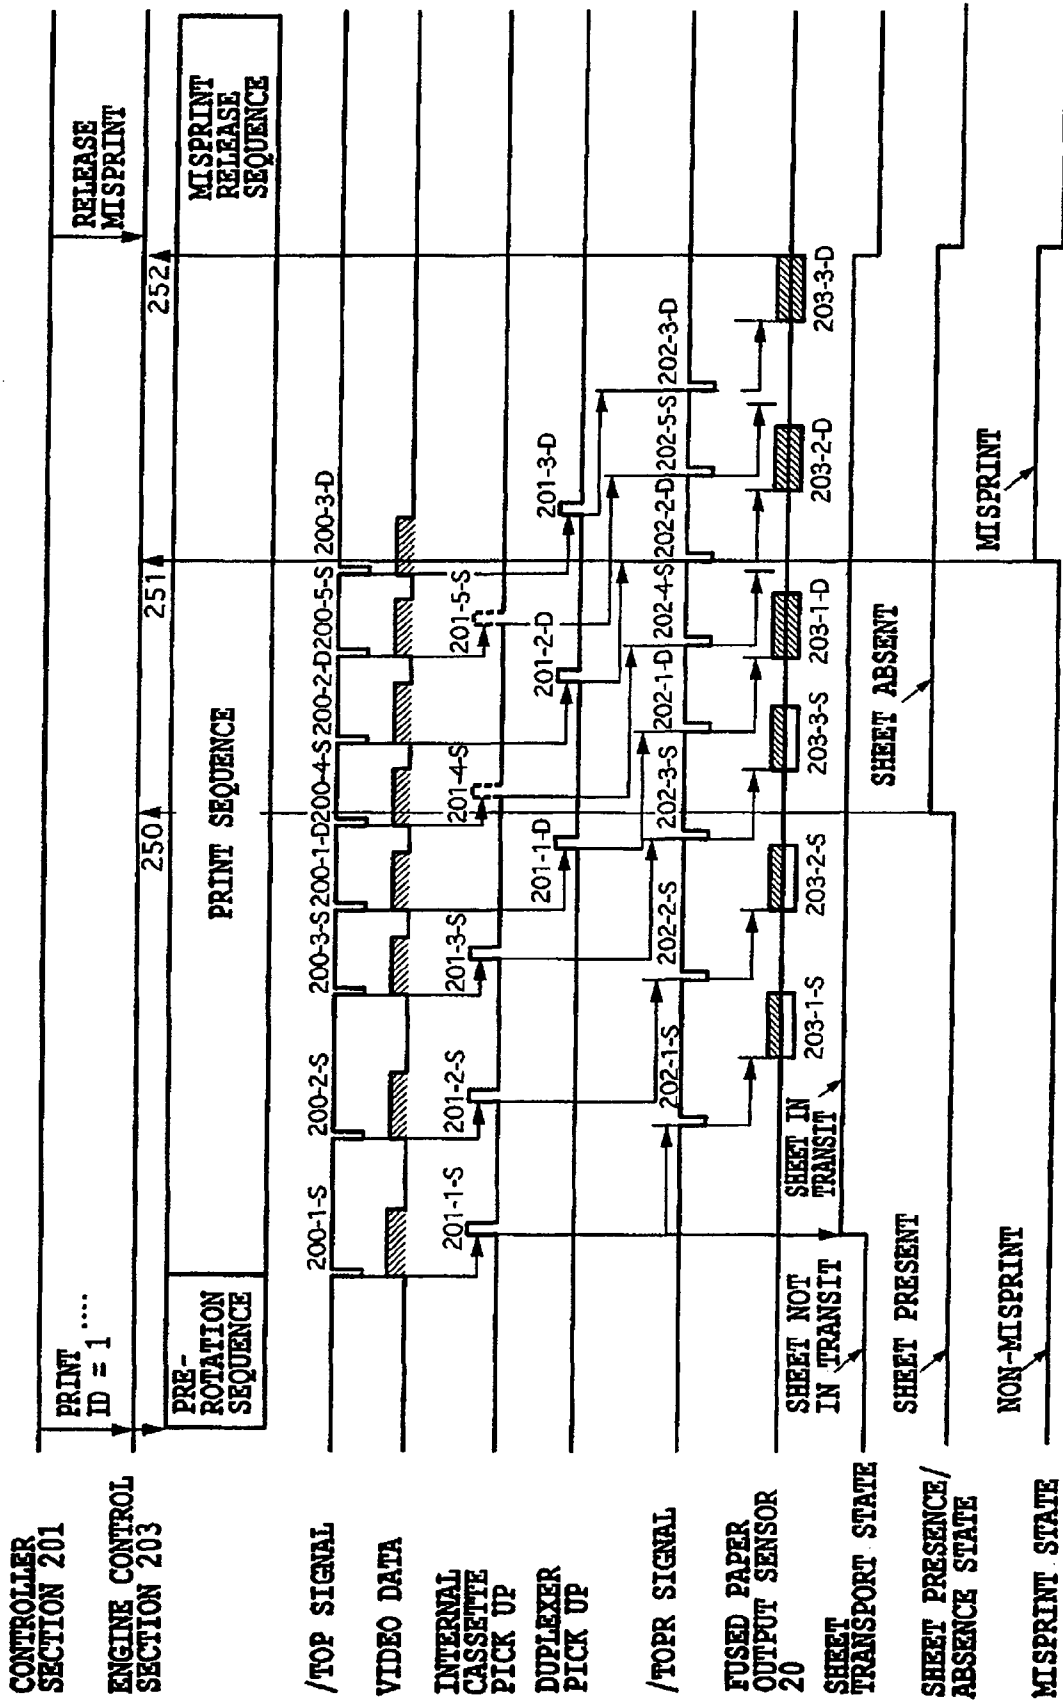 CONTROLLER
SECTION 201
ENGINE CONTROL
SECTION 203
/TOP SIGNAL
VIDEO DATA
INTERNAL
CASSETTE
PICK UP
DUPLEXER
PICK UP
/TOPR SIGNAL
FUSED PAPER
OUTPUT SENSOR
20
SHEET
TRANSPORT STATE
SHEET PRESENCE/
ABSENCE STATE
MISPRINT STATE
PRINT
ID = 1 ....
RELEASE
MISPRINT
250
251
252
PRE-
ROTATION
SEQUENCE
PRINT SEQUENCE
MISPRINT
RELEASE
SEQUENCE
200-1-S
200-2-S
200-3-S
200-1-D
200-4-S
200-2-D
200-5-S
200-3-D
201-1-S
201-2-S
201-3-S
201-4-S
201-5-S
201-1-D
201-2-D
201-3-D
202-1-S
202-2-S
202-3-S
202-1-D
202-4-S
202-2-D
202-5-S
202-3-D
203-1-S
203-2-S
203-3-S
203-1-D
203-2-D
203-3-D
SHEET NOT
IN TRANSIT
SHEET IN
TRANSIT
SHEET PRESENT
SHEET ABSENT
NON-MISPRINT
MISPRINT